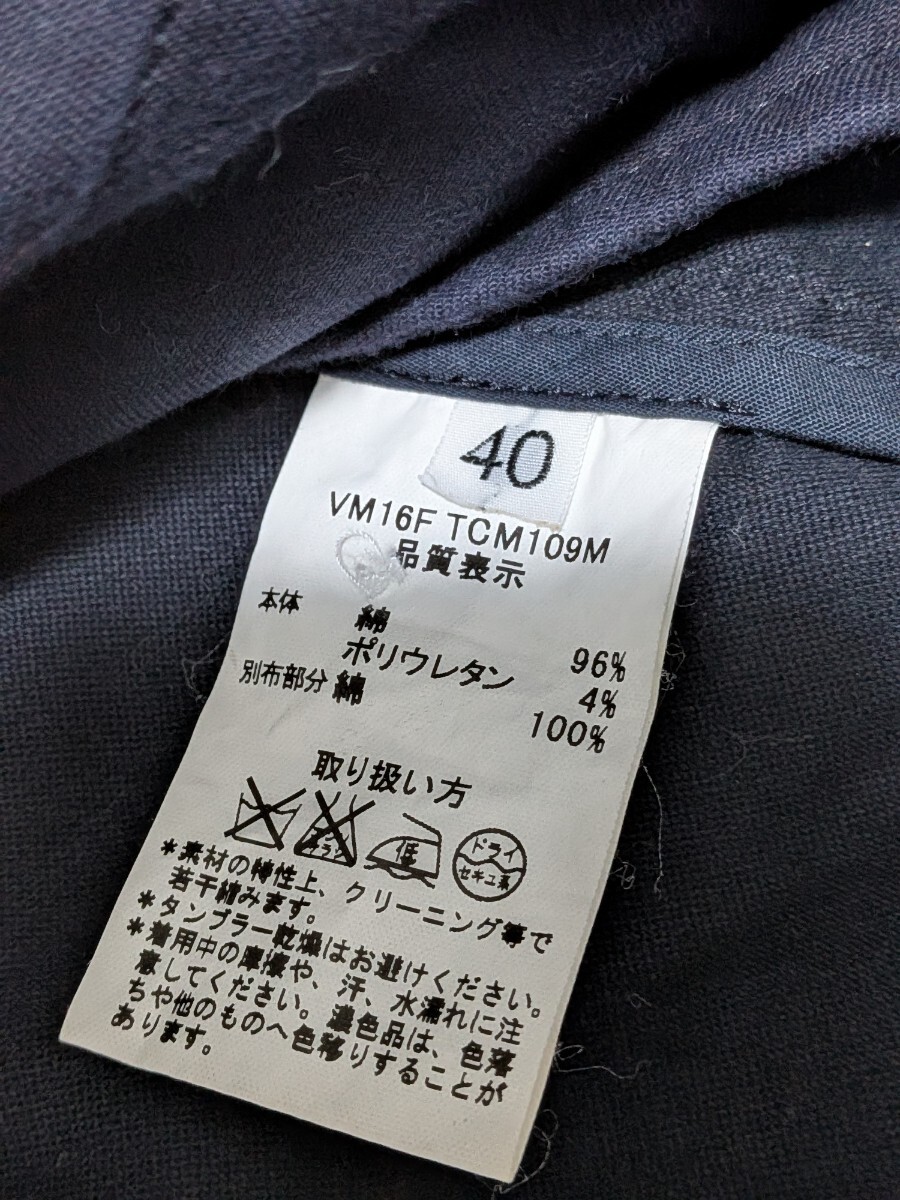 40
VM16F TCM109M
品質表示
本体 綿 96%
ポリウレタン 4%
別布部分 綿 100%
取り扱い方
エンソ
サラシ
低
ドライ
セキユ系
*素材の特性上、クリーニング等で
若干縮みます。
*タンブラー乾燥はお避けください。
*着用中の摩擦や、汗、水濡れに注
意してください。濃色品は、色落
ちや他のものへ色移りすることが
あります。